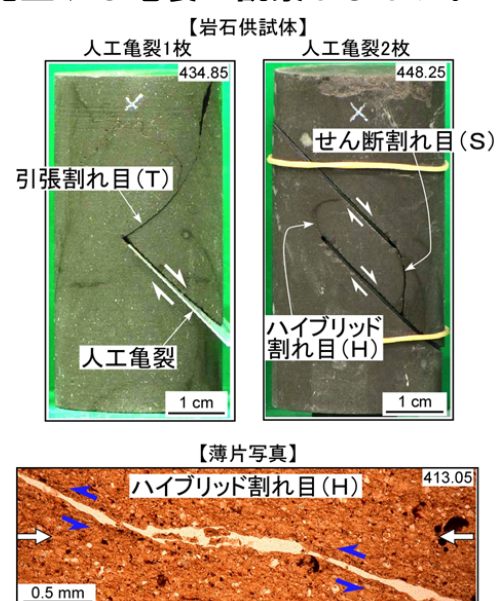 【岩石供試体】
人工亀裂1枚
人工亀裂2枚
434.85
448.25
せん断割れ目(S)
引張割れ目(T)
ハイブリッド
割れ目(H)
人工亀裂
1 cm
1 cm
【薄片写真】
ハイブリッド割れ目(H)
413.05
0.5 mm